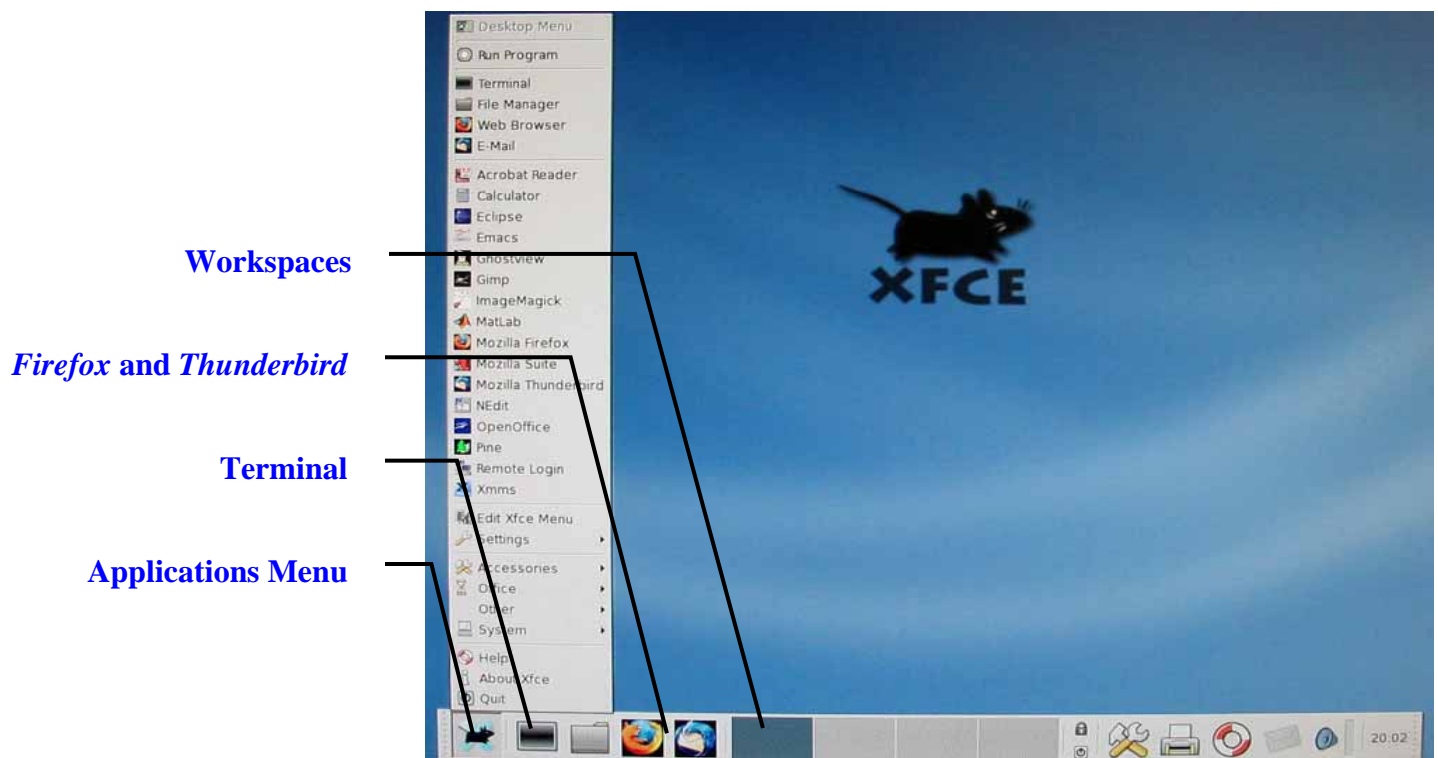 Workspaces
Firefox and Thunderbird
Terminal
Applications Menu
Desktop Menu
Run Program
Terminal
File Manager
Web Browser
E-Mail
Acrobat Reader
Calculator
Eclipse
Emacs
Ghostview
Gimp
ImageMagick
MatLab
Mozilla Firefox
Mozilla Suite
Mozilla Thunderbird
NEdit
OpenOffice
Pine
Remote Login
Xmms
Edit Xfce Menu
Settings
Accessories
Office
Other
System
Help
About Xfce
Quit
XFCE
20:02